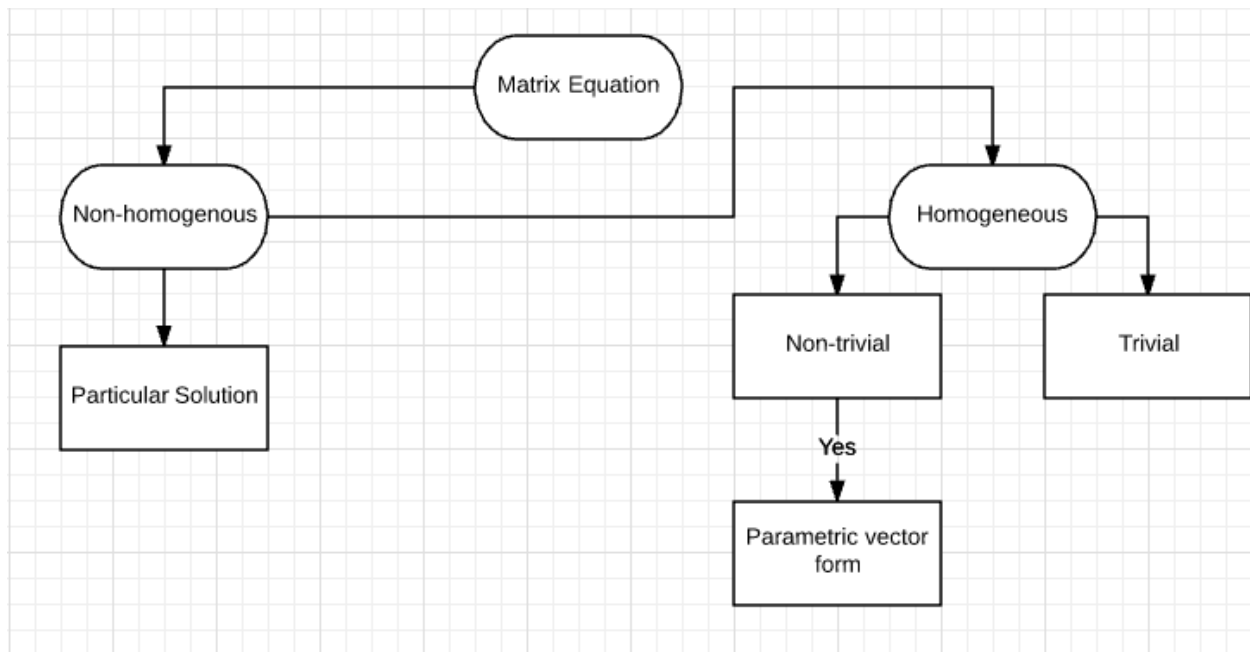 Matrix Equation
Non-homogenous
Homogeneous
Non-trivial
Trivial
Particular Solution
Yes
Parametric vector
form